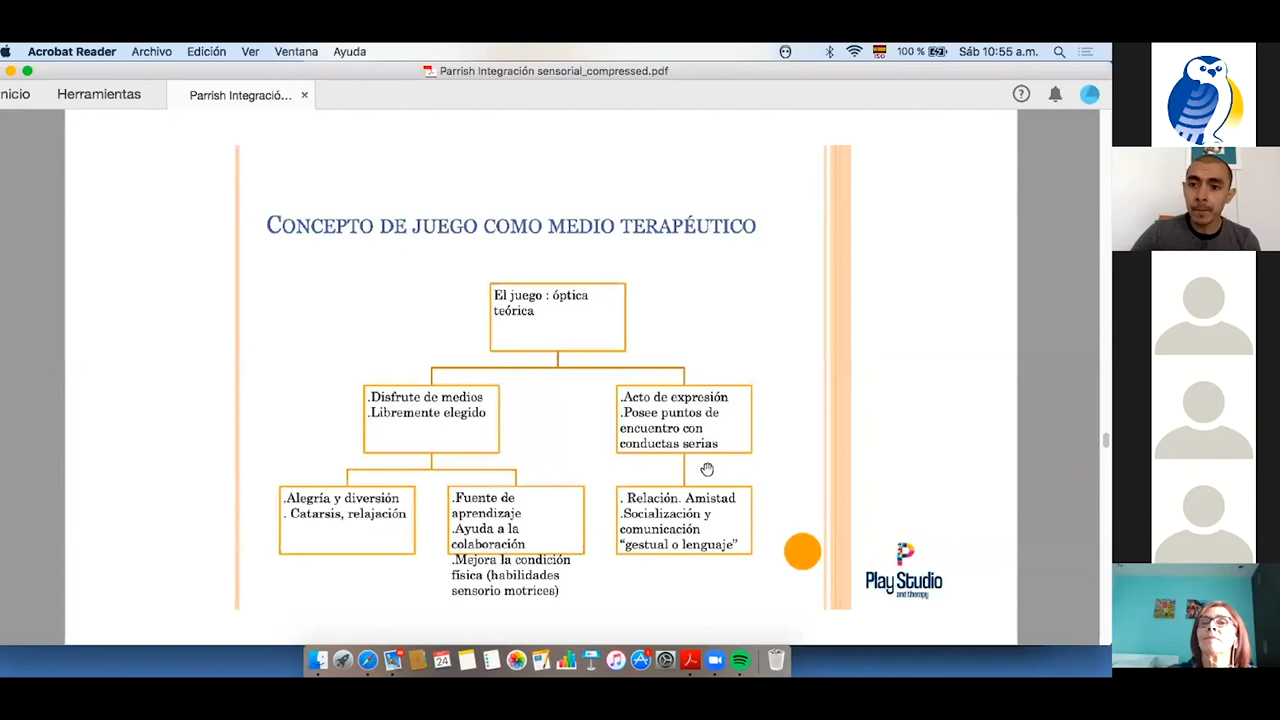 Acrobat Reader Archivo Edición Ver Ventana Ayuda
ISO 100 % Sáb 10:55 a.m.
Parrish Integración sensorial_compressed.pdf
nicio Herramientas Parrish Integració... ×
CONCEPTO DE JUEGO COMO MEDIO TERAPÉUTICO
El juego : óptica
teórica
.Disfrute de medios
.Libremente elegido
.Acto de expresión
.Posee puntos de
encuentro con
conductas serias
.Alegría y diversión
. Catarsis, relajación
.Fuente de
aprendizaje
.Ayuda a la
colaboración
.Mejora la condición
física (habilidades
sensorio motrices)
. Relación. Amistad
.Socialización y
comunicación
“gestual o lenguaje”
Play Studio
and therapy
24